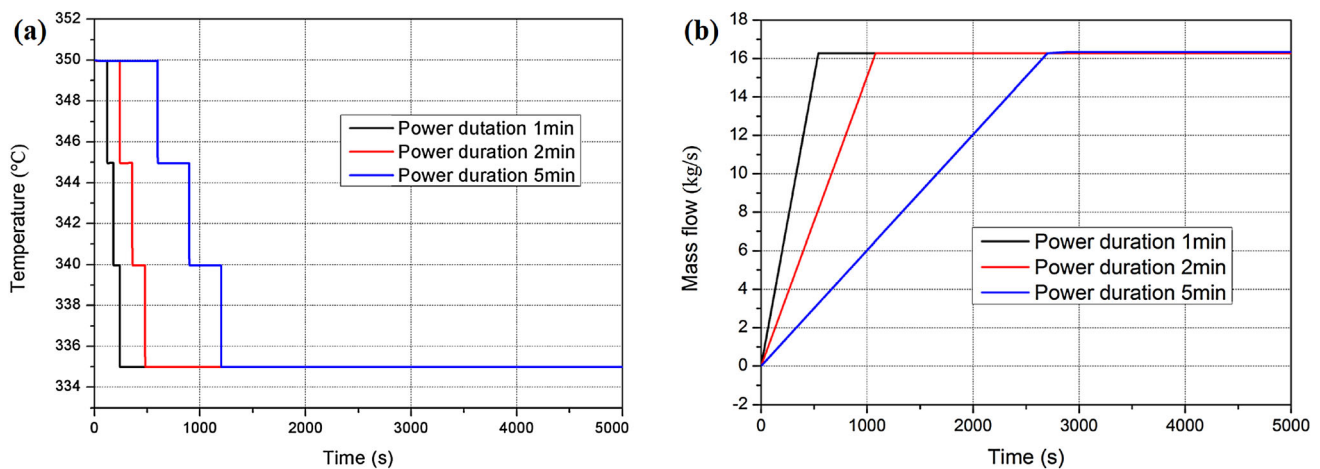 (a)
352
350
348
346
344
342
340
338
336
334
Temperature (°C)
Power dutation 1min
Power duration 2min
Power duration 5min
0 1000 2000 3000 4000 5000
Time (s)
(b)
18
16
14
12
10
8
6
4
2
0
-2
Mass flow (kg/s)
Power duration 1min
Power duration 2min
Power duration 5min
0 1000 2000 3000 4000 5000
Time (s)